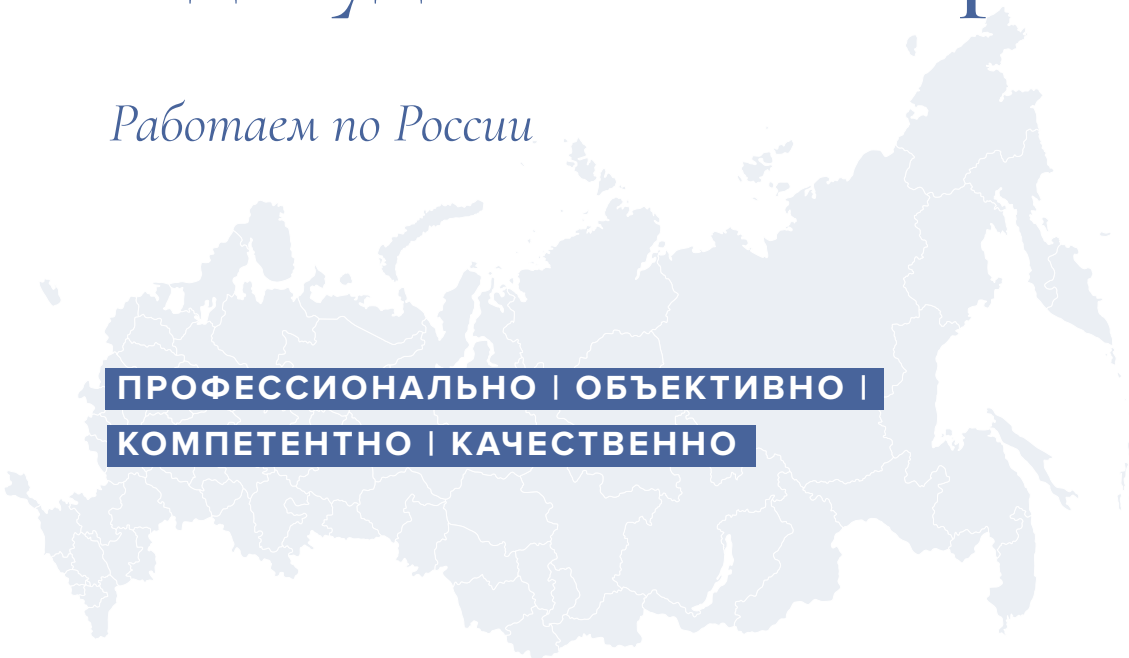 Работаем по России
ПРОФЕССИОНАЛЬНО | ОБЪЕКТИВНО |
КОМПЕТЕНТНО | КАЧЕСТВЕННО